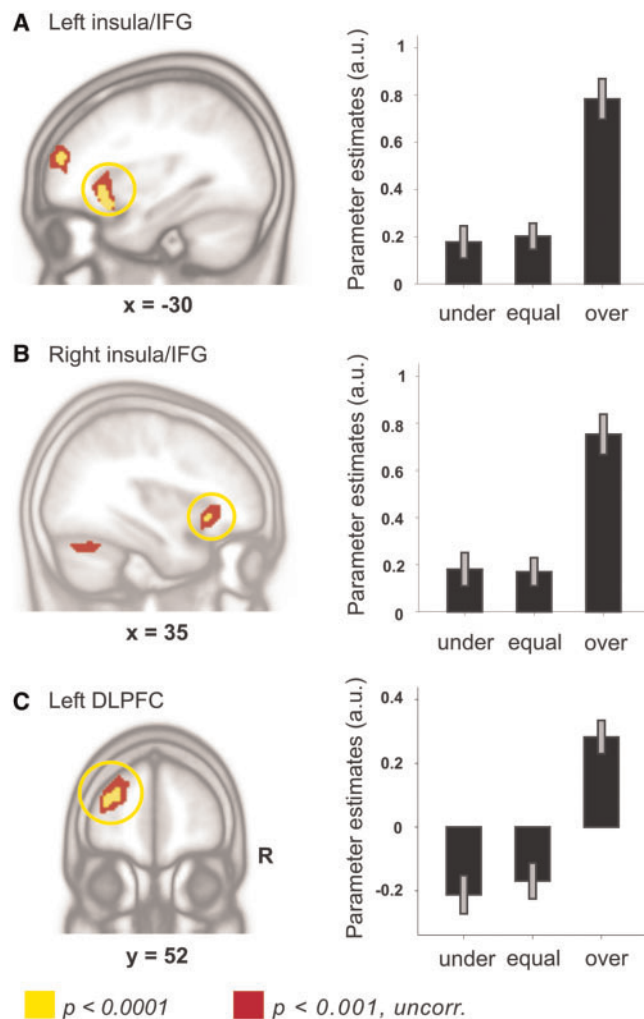 A Left insula/IFG
Parameter estimates (a.u.)
1
0.8
0.6
0.4
0.2
0
under equal over
x = -30
B Right insula/IFG
Parameter estimates (a.u.)
1
0.8
0.6
0.4
0.2
0
under equal over
x = 35
C Left DLPFC
R
Parameter estimates (a.u.)
0.4
0.2
0
-0.2
under equal over
y = 52
p < 0.0001 p < 0.001, uncorr.